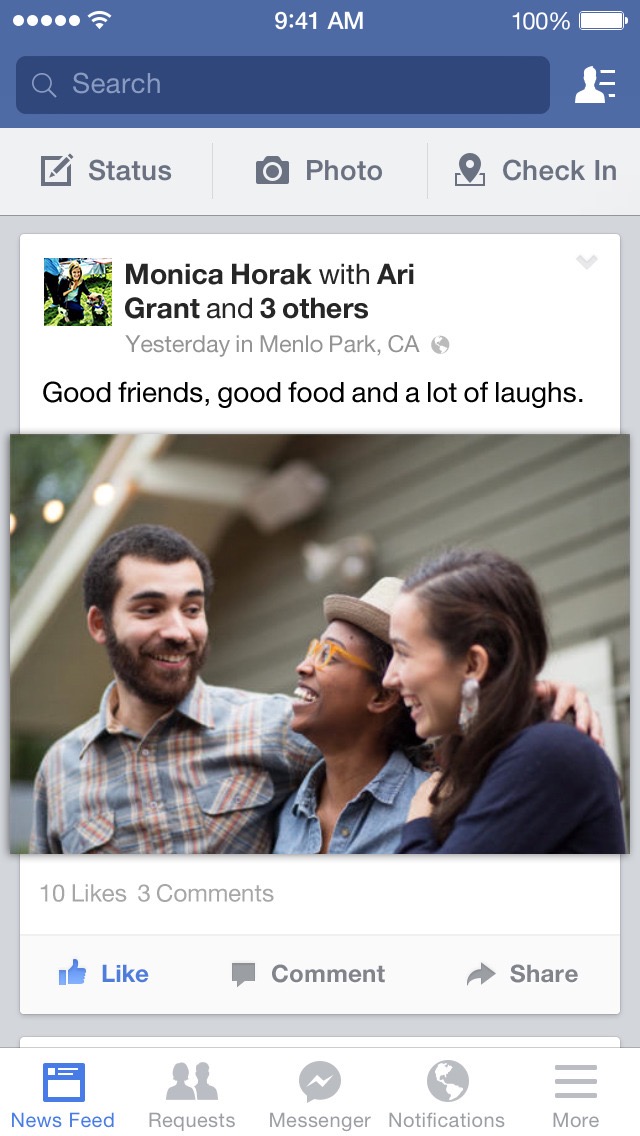 9:41 AM 100%
Search
Status Photo Check In
Monica Horak with Ari
Grant and 3 others
Yesterday in Menlo Park, CA
Good friends, good food and a lot of laughs.
10 Likes 3 Comments
Like Comment Share
News Feed Requests Messenger Notifications More